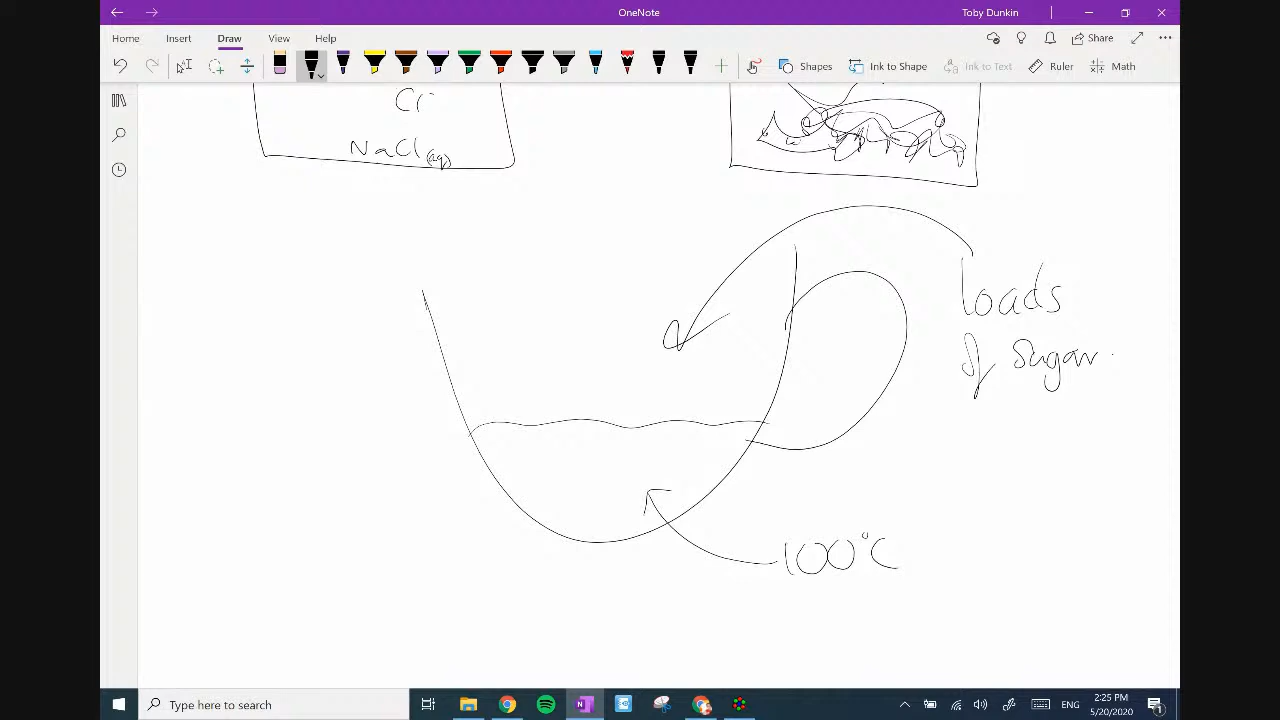 OneNote
Toby Dunkin
Home Insert Draw View Help
Share
Shapes Ink to Shape Ink to Text Ruler Math
Cl-
NaCl(aq)
loads
of sugar.
100°C
Type here to search
ENG
2:25 PM
5/20/2020
1